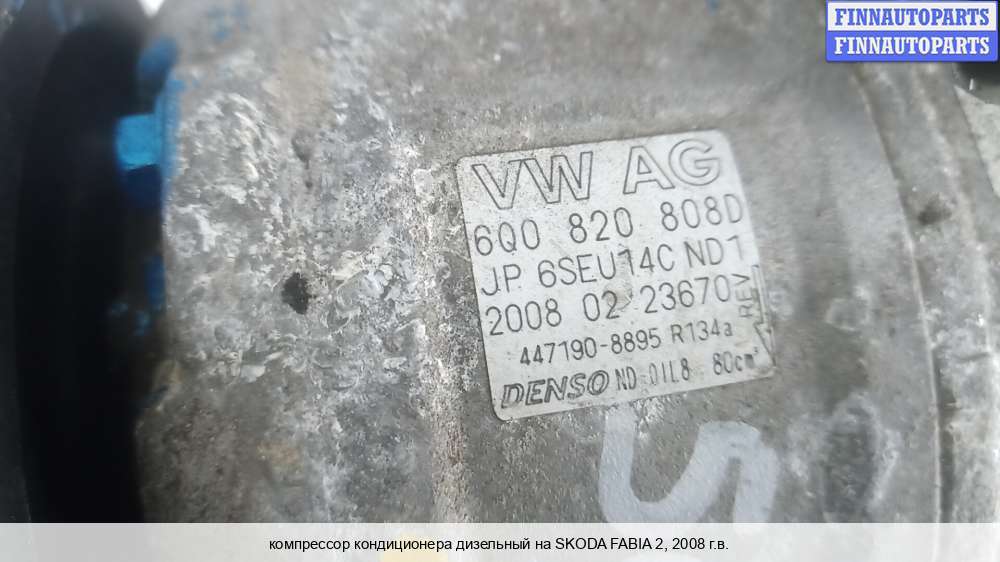 FINNAUTOPARTS
FINNAUTOPARTS
VW AG
6Q0 820 808D
JP 6SEU14C ND1
2008 02 23670
REV
447190-8895 R134a
DENSO ND-OIL8 80cm³
S
компрессор кондиционера дизельный на SKODA FABIA 2, 2008 г.в.